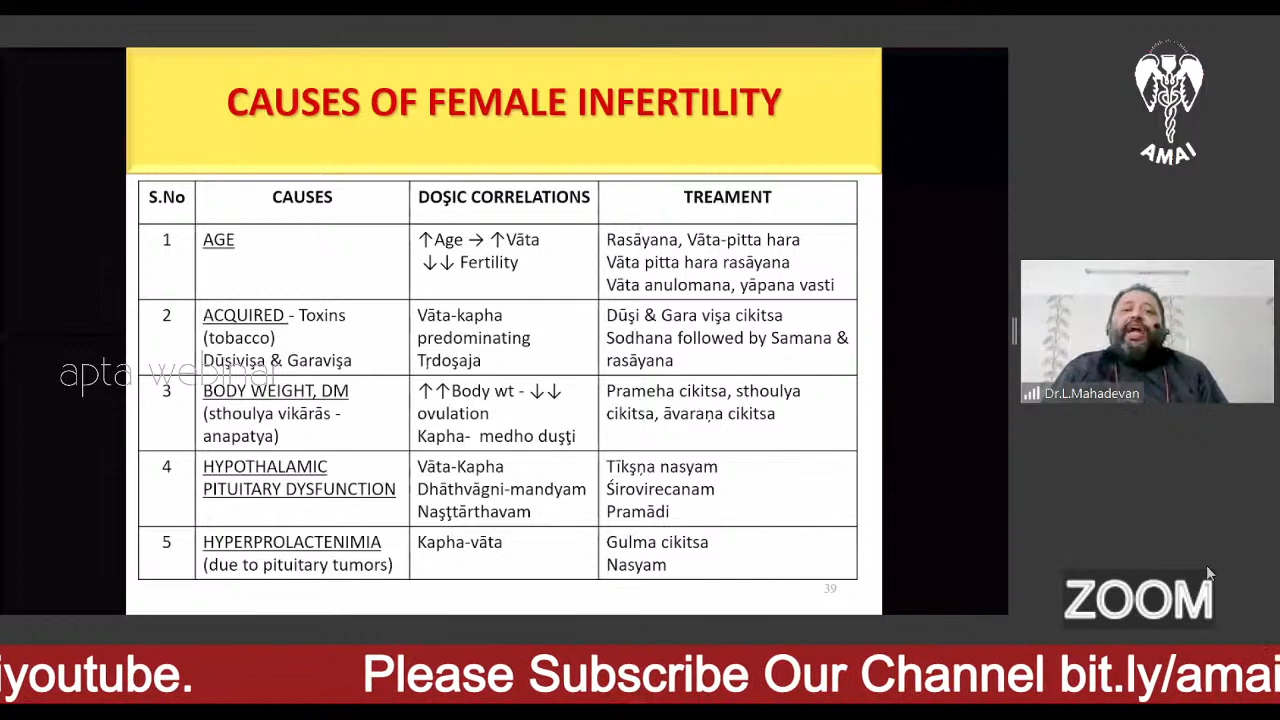 CAUSES OF FEMALE INFERTILITY
AMAI
S.No CAUSES DOŞIC CORRELATIONS TREAMENT
1 AGE ↑Age → ↑Vāta Rasāyana, Vāta-pitta hara
↓↓ Fertility Vāta pitta hara rasāyana
Vāta anulomana, yāpana vasti
2 ACQUIRED - Toxins Vāta-kapha Dūşi & Gara vişa cikitsa
(tobacco) predominating Sodhana followed by Samana &
Dūşivişa & Garavişa Tṛdoşaja rasāyana
apta webinar
3 BODY WEIGHT, DM ↑↑Body wt - ↓↓ Prameha cikitsa, sthoulya
(sthoulya vikārās - ovulation cikitsa, āvaraṇa cikitsa
anapatya) Kapha- medho duşţi
4 HYPOTHALAMIC Vāta-Kapha Tīkşṇa nasyam
PITUITARY DYSFUNCTION Dhāthvāgni-mandyam Śirovirecanam
Naşţtārthavam Pramādi
5 HYPERPROLACTENIMIA Kapha-vāta Gulma cikitsa
(due to pituitary tumors) Nasyam
39
Dr.L.Mahadevan
ZOOM
iyoutube. Please Subscribe Our Channel bit.ly/amai